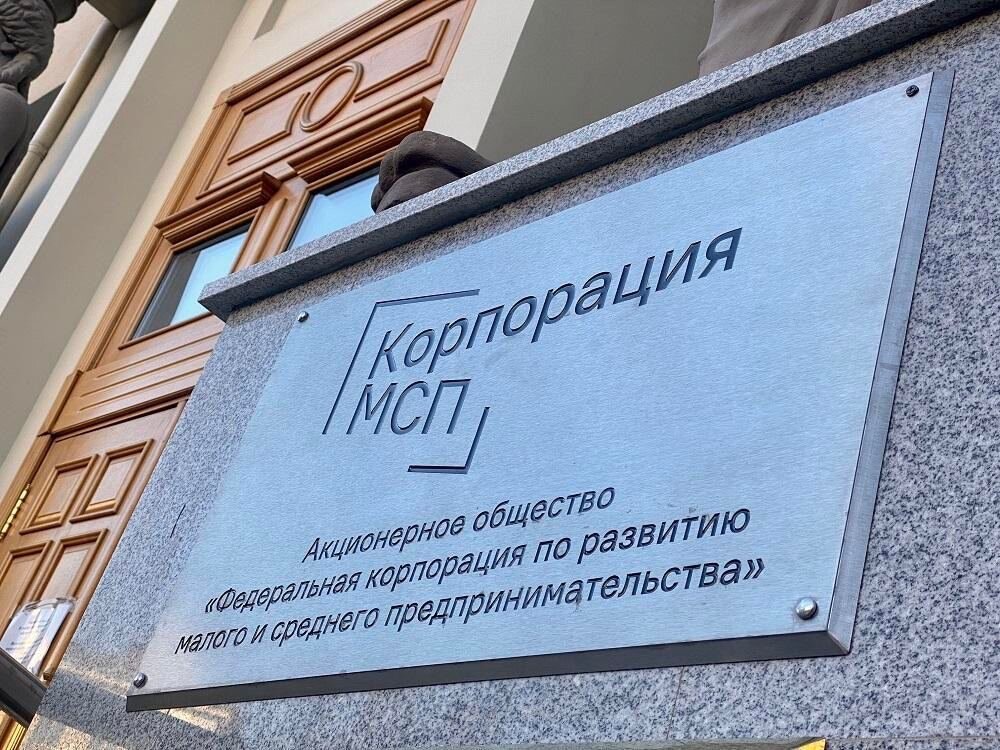 Корпорация
МСП
Акционерное общество
«Федеральная корпорация по развитию
малого и среднего предпринимательства»